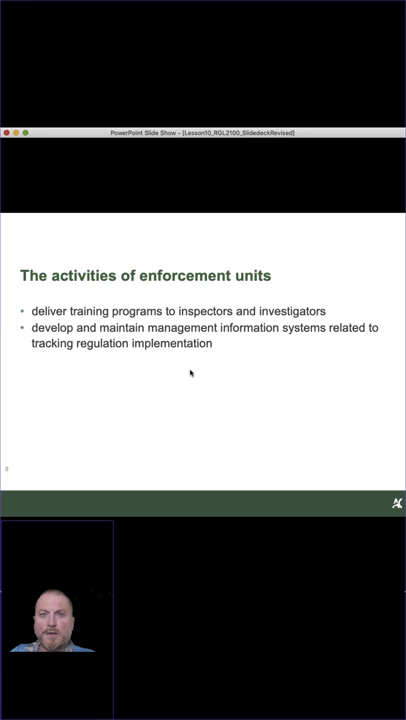 PowerPoint Slide Show - [Lesson10_RGL2100_SlidedeckRevised]
The activities of enforcement units
• deliver training programs to inspectors and investigators
• develop and maintain management information systems related to
tracking regulation implementation
9